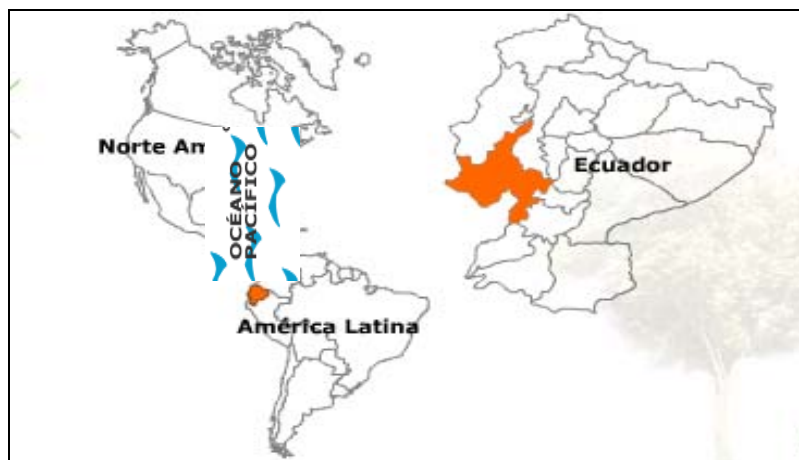 Norte Am
OCÉANO
PACÍFICO
Ecuador
América Latina